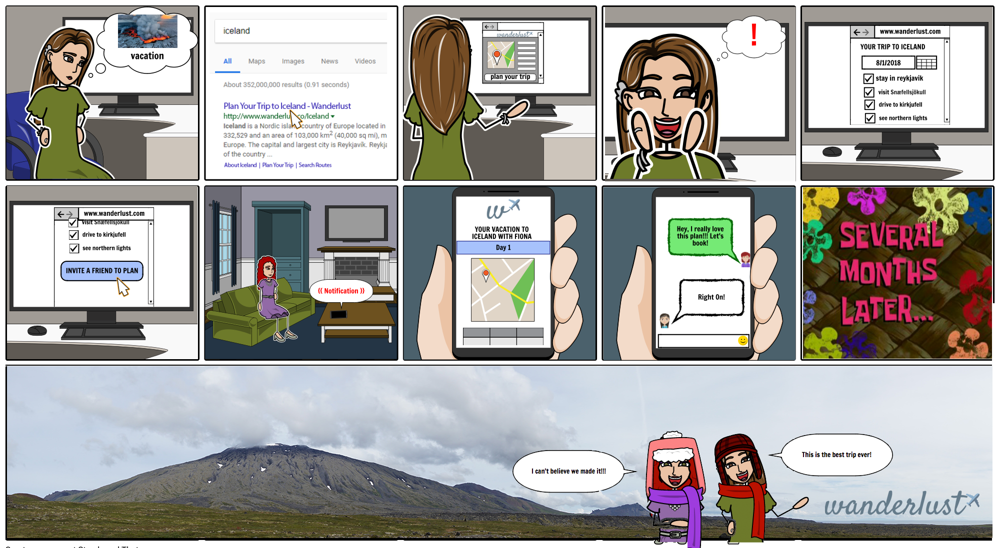 vacation
iceland
All Maps Images News Videos
About 352,000,000 results (0.91 seconds)
Plan Your Trip to Iceland - Wanderlust
http://www.wanderlu co/Iceland
Iceland is a Nordic island country of Europe located in
332,529 and an area of 103,000 km² (40,000 sq mi), m
Europe. The capital and largest city is Reykjavík. Reykja
of the country ...
About Iceland | Plan Your Trip | Search Routes
wanderlust
plan your trip
!
www.wanderlust.com
YOUR TRIP TO ICELAND
8/1/2018
stay in reykjavik
visit Snæfellsjökull
drive to kirkjufell
see northern lights
www.wanderlust.com
visit Snæfellsjökull
drive to kirkjufell
see northern lights
INVITE A FRIEND TO PLAN
(( Notification ))
w
YOUR VACATION TO
ICELAND WITH FIONA
Day 1
Hey, I really love
this plan!!! Let's
book!
Right On!
SEVERAL
MONTHS
LATER...
I can't believe we made it!!!
This is the best trip ever!
wanderlust